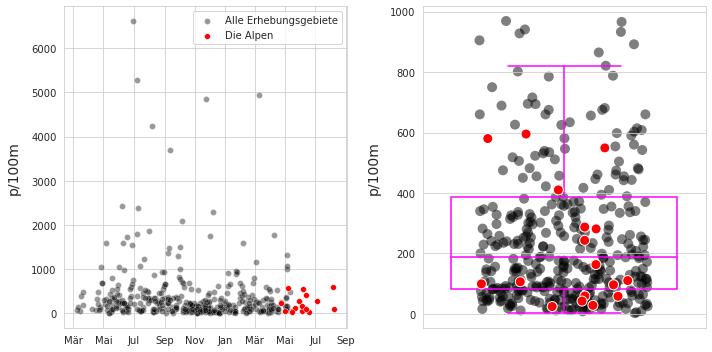 Alle Erhebungsgebiete
Die Alpen
p/100m
6000
5000
4000
3000
2000
1000
0
Mär Mai Jul Sep Nov Jan Mär Mai Jul Sep
p/100m
1000
800
600
400
200
0